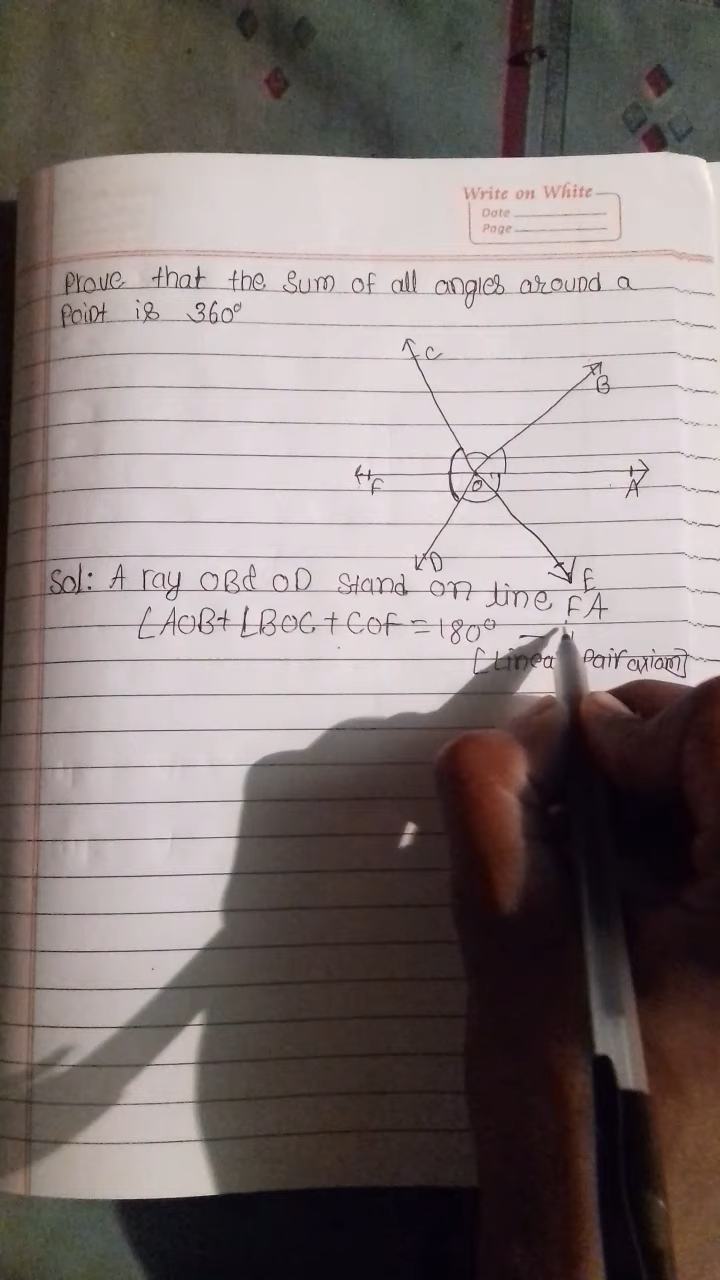 Write on White
Date
Page
Prove that the sum of all angles around a
Point is 360°
C
B
F
O
A
D
E
Sol: A ray OB& OD stand on line FA
∠AOB+∠BOC+COF=180° —
[Linea Pair axiom]